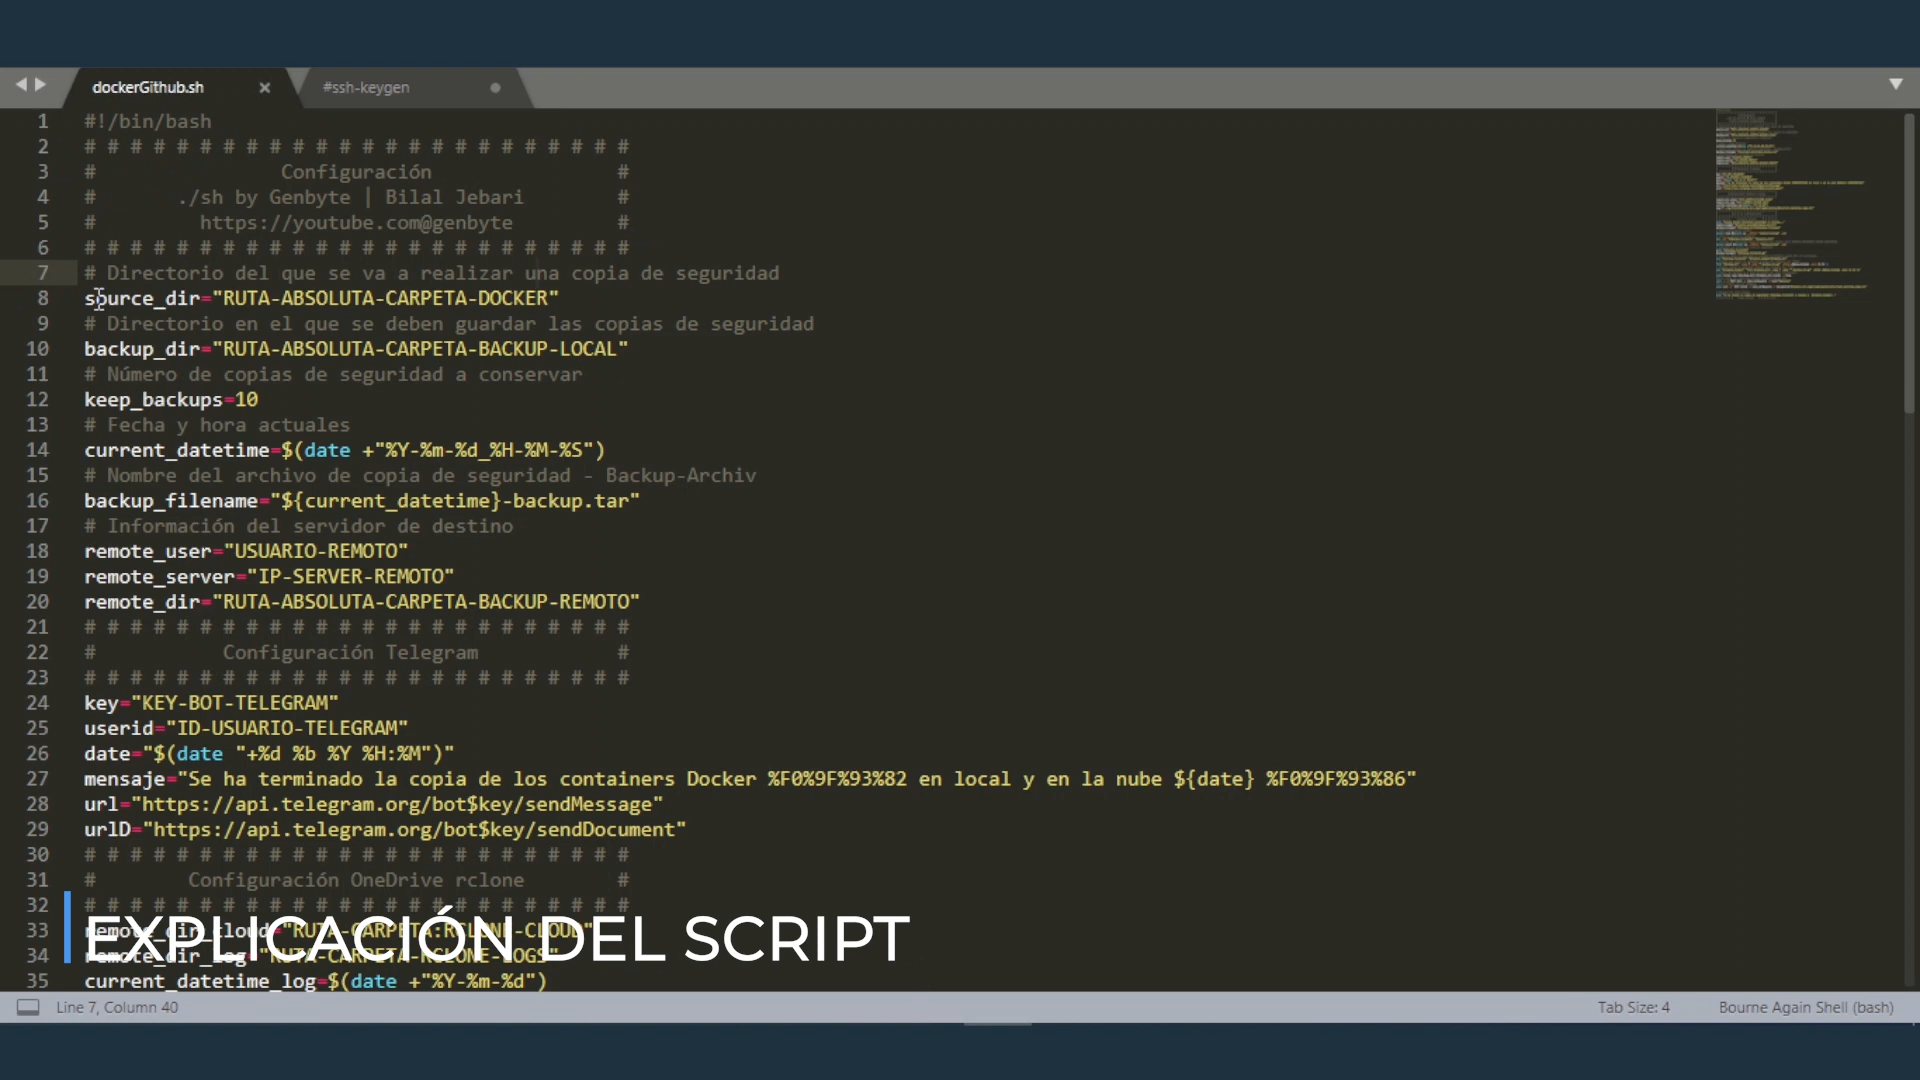 dockerGithub.sh #ssh-keygen
1 #!/bin/bash
2 # # # # # # # # # # # # # # # # # # # # # # # #
3 # Configuración #
4 # ./sh by Genbyte | Bilal Jebari #
5 # https://youtube.com@genbyte #
6 # # # # # # # # # # # # # # # # # # # # # # # #
7 # Directorio del que se va a realizar una copia de seguridad
8 source_dir="RUTA-ABSOLUTA-CARPETA-DOCKER"
9 # Directorio en el que se deben guardar las copias de seguridad
10 backup_dir="RUTA-ABSOLUTA-CARPETA-BACKUP-LOCAL"
11 # Número de copias de seguridad a conservar
12 keep_backups=10
13 # Fecha y hora actuales
14 current_datetime=$(date +"%Y-%m-%d_%H-%M-%S")
15 # Nombre del archivo de copia de seguridad - Backup-Archiv
16 backup_filename="${current_datetime}-backup.tar"
17 # Información del servidor de destino
18 remote_user="USUARIO-REMOTO"
19 remote_server="IP-SERVER-REMOTO"
20 remote_dir="RUTA-ABSOLUTA-CARPETA-BACKUP-REMOTO"
21 # # # # # # # # # # # # # # # # # # # # # # # #
22 # Configuración Telegram #
23 # # # # # # # # # # # # # # # # # # # # # # # #
24 key="KEY-BOT-TELEGRAM"
25 userid="ID-USUARIO-TELEGRAM"
26 date="$(date "+%d %b %Y %H:%M")"
27 mensaje="Se ha terminado la copia de los containers Docker %F0%9F%93%82 en local y en la nube ${date} %F0%9F%93%86"
28 url="https://api.telegram.org/bot$key/sendMessage"
29 urlD="https://api.telegram.org/bot$key/sendDocument"
30 # # # # # # # # # # # # # # # # # # # # # # # #
31 # Configuración OneDrive rclone #
32 # # # # # # # # # # # # # # # # # # # # # # # #
33 remote_dir_cloud="RUTA-CARPETA:RCLONE-CLOUD"
34 remote_dir_log="RUTA-CARPETA-RCLONE-LOGS"
35 current_datetime_log=$(date +"%Y-%m-%d")
EXPLICACIÓN DEL SCRIPT
Line 7, Column 40 Tab Size: 4 Bourne Again Shell (bash)